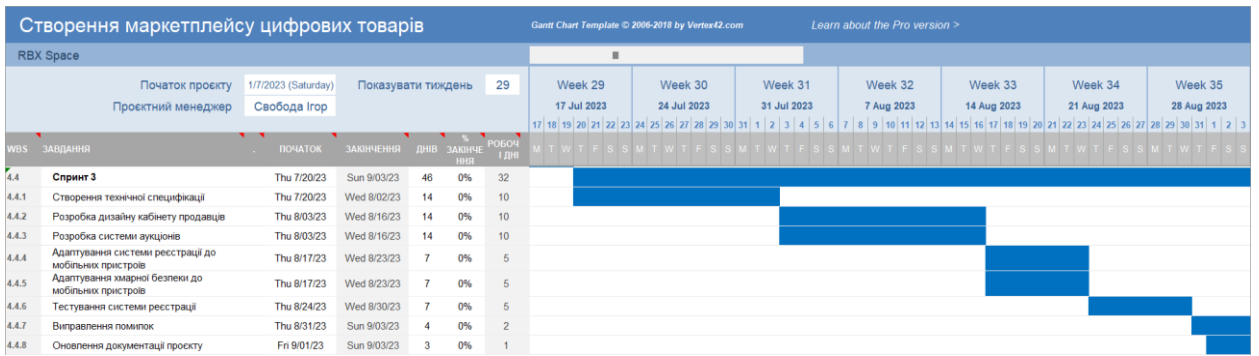 Створення маркетплейсу цифрових товарів Gantt Chart Template © 2006-2018 by Vertex42.com Learn about the Pro version >
RBX Space
Початок проєкту 1/7/2023 (Saturday) Показувати тиждень 29 Week 29 Week 30 Week 31 Week 32 Week 33 Week 34 Week 35
Проєктний менеджер Свобода Ігор 17 Jul 2023 24 Jul 2023 31 Jul 2023 7 Aug 2023 14 Aug 2023 21 Aug 2023 28 Aug 2023
17 18 19 20 21 22 23 24 25 26 27 28 29 30 31 1 2 3 4 5 6 7 8 9 10 11 12 13 14 15 16 17 18 19 20 21 22 23 24 25 26 27 28 29 30 31 1 2 3
WBS ЗАВДАННЯ . ПОЧАТОК ЗАКІНЧЕННЯ ДНІВ % ЗАКІНЧЕ ННЯ РОБОЧ І ДНІ M T W T F S S M T W T F S S M T W T F S S M T W T F S S M T W T F S S M T W T F S S M T W T F S S
4.4 Спринт 3 Thu 7/20/23 Sun 9/03/23 46 0% 32
4.4.1 Створення технічної специфікації Thu 7/20/23 Wed 8/02/23 14 0% 10
4.4.2 Розробка дизайну кабінету продавців Thu 8/03/23 Wed 8/16/23 14 0% 10
4.4.3 Розробка системи аукціонів Thu 8/03/23 Wed 8/16/23 14 0% 10
4.4.4 Адаптування системи реєстрації до мобільних пристроїв Thu 8/17/23 Wed 8/23/23 7 0% 5
4.4.5 Адаптування хмарної безпеки до мобільних пристроїв Thu 8/17/23 Wed 8/23/23 7 0% 5
4.4.6 Тестування системи реєстрації Thu 8/24/23 Wed 8/30/23 7 0% 5
4.4.7 Виправлення помилок Thu 8/31/23 Sun 9/03/23 4 0% 2
4.4.8 Оновлення документації проєкту Fri 9/01/23 Sun 9/03/23 3 0% 1